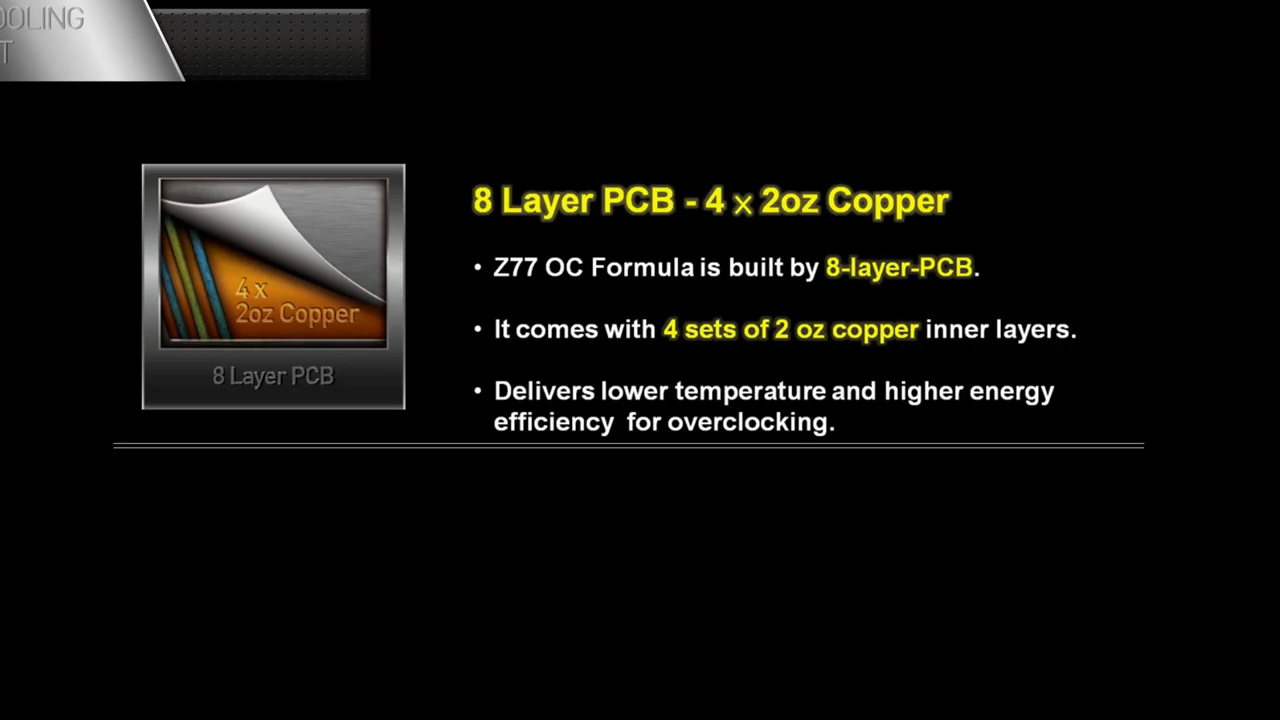 OOLING
T
8 Layer PCB - 4 x 2oz Copper
• Z77 OC Formula is built by 8-layer-PCB.
• It comes with 4 sets of 2 oz copper inner layers.
• Delivers lower temperature and higher energy
efficiency for overclocking.
4 x
2oz Copper
8 Layer PCB